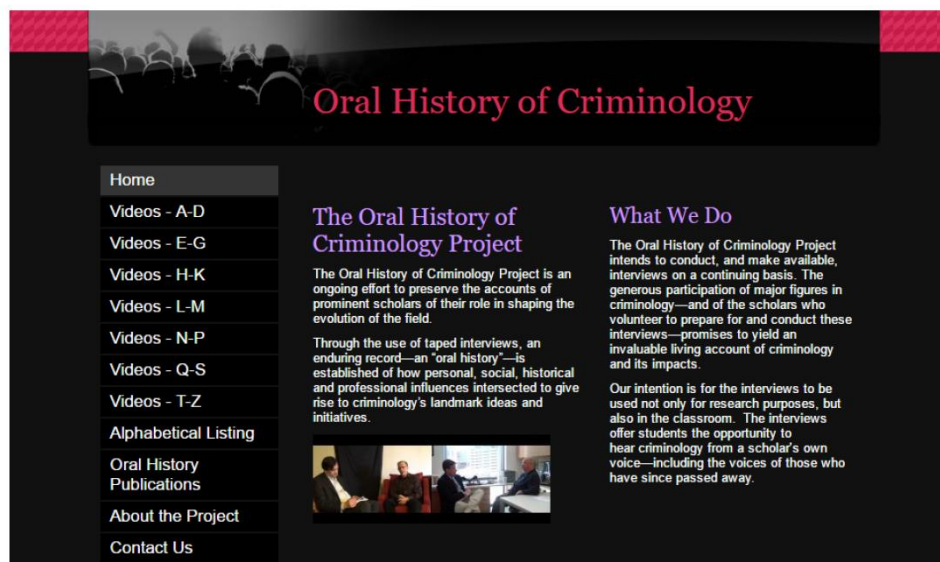 Oral History of Criminology
Home
Videos - A-D
Videos - E-G
Videos - H-K
Videos - L-M
Videos - N-P
Videos - Q-S
Videos - T-Z
Alphabetical Listing
Oral History
Publications
About the Project
Contact Us
The Oral History of
Criminology Project
The Oral History of Criminology Project is an
ongoing effort to preserve the accounts of
prominent scholars of their role in shaping the
evolution of the field.
Through the use of taped interviews, an
enduring record—an “oral history”—is
established of how personal, social, historical
and professional influences intersected to give
rise to criminology’s landmark ideas and
initiatives.
What We Do
The Oral History of Criminology Project
intends to conduct, and make available,
interviews on a continuing basis. The
generous participation of major figures in
criminology—and of the scholars who
volunteer to prepare for and conduct these
interviews—promises to yield an
invaluable living account of criminology
and its impacts.
Our intention is for the interviews to be
used not only for research purposes, but
also in the classroom.  The interviews
offer students the opportunity to
hear criminology from a scholar's own
voice—including the voices of those who
have since passed away.